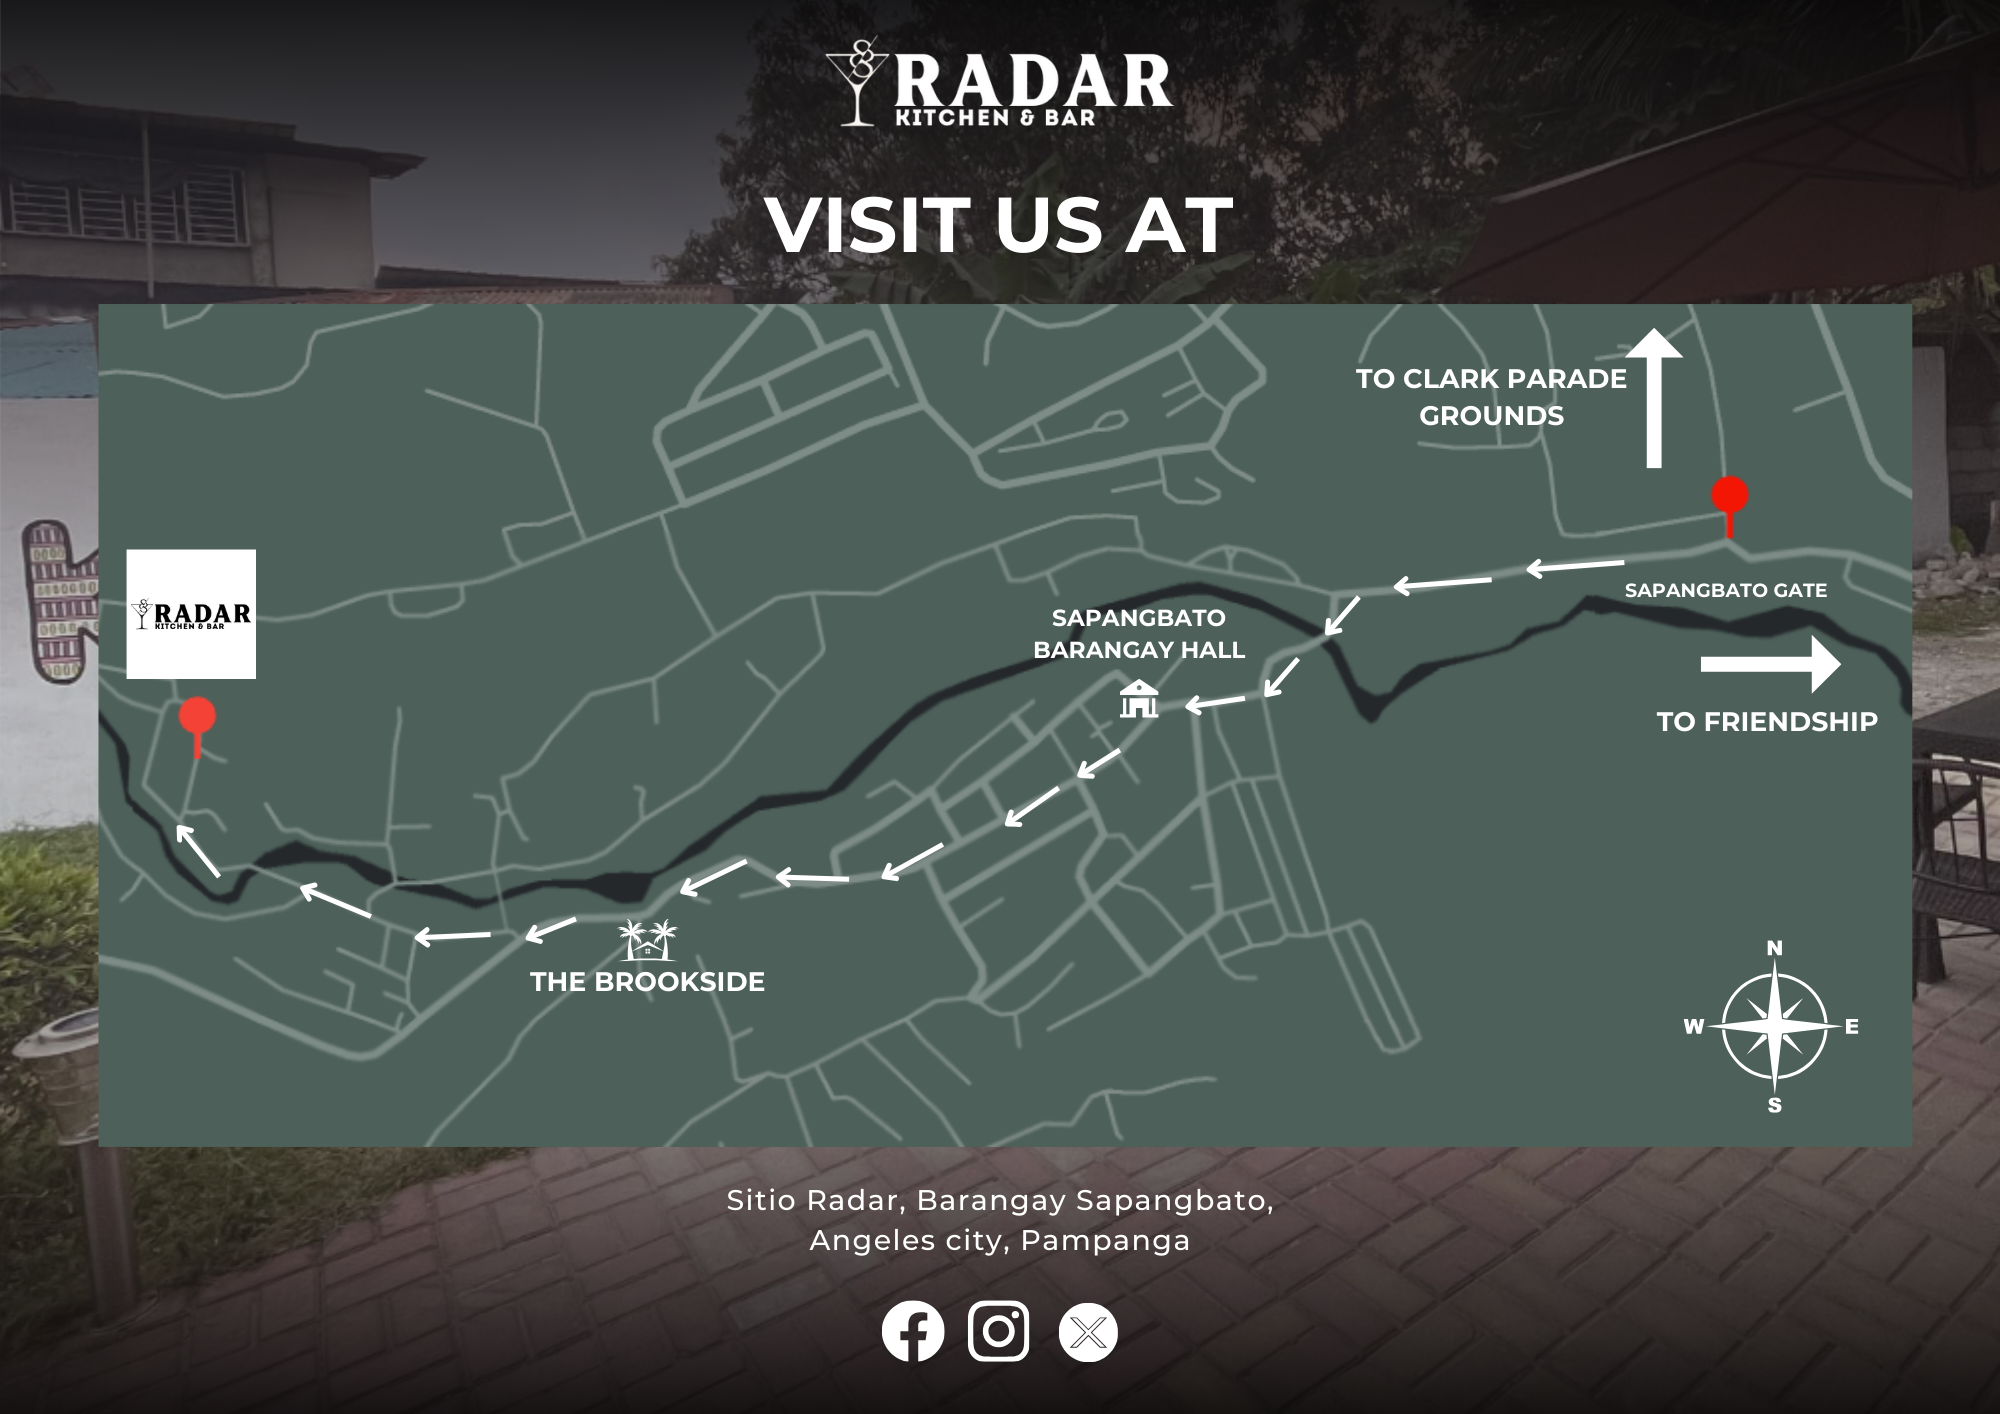 RADAR
KITCHEN & BAR
VISIT US AT
TO CLARK PARADE
GROUNDS
RADAR
KITCHEN & BAR
SAPANGBATO GATE
SAPANGBATO
BARANGAY HALL
TO FRIENDSHIP
THE BROOKSIDE
N
W
E
S
Sitio Radar, Barangay Sapangbato,
Angeles city, Pampanga